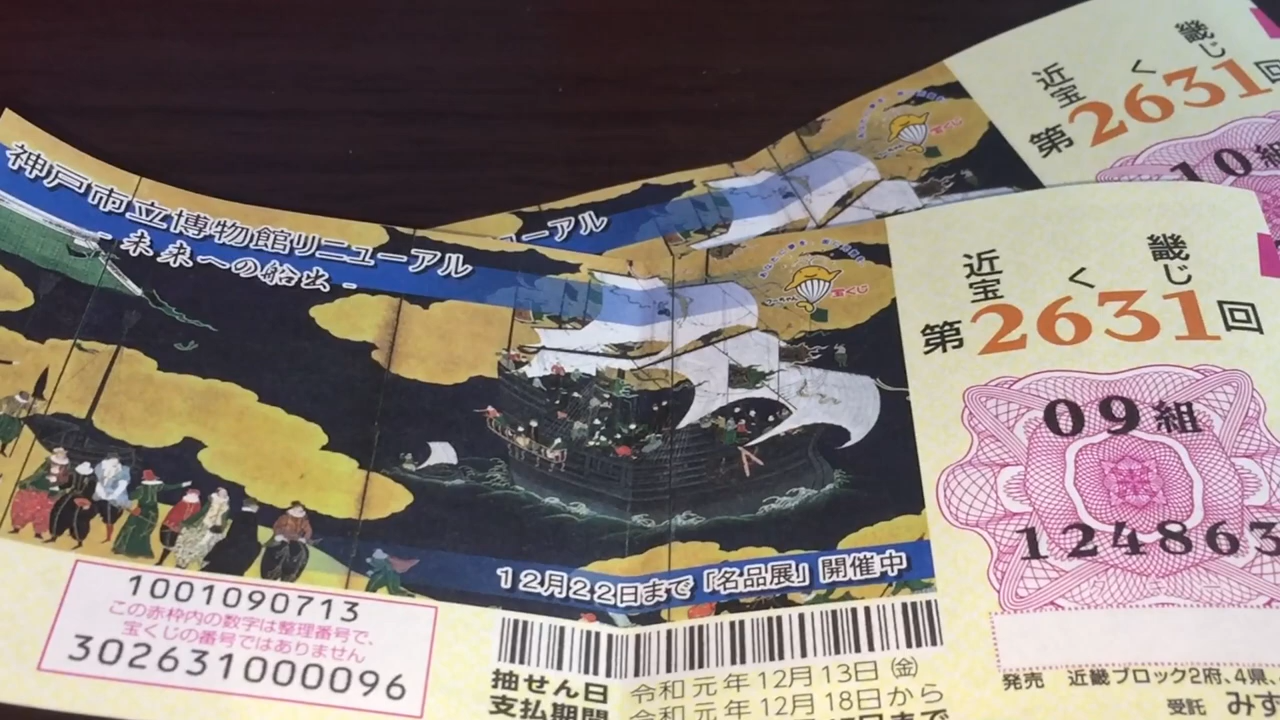 神戸市立博物館リニューアル
- 未来への船出 -
12月22日まで「名品展」開催中
1001090713
この赤枠内の数字は整理番号で、
宝くじの番号ではありません
302631000096
抽せん日 令和元年12月13日(金)
支払期間 令和元年12月18日から
近畿
宝くじ
第2631回
09組
124863
発売 近畿ブロック2府、4県、
受託 みず
ューアル
近畿
宝くじ
第2631回
10組